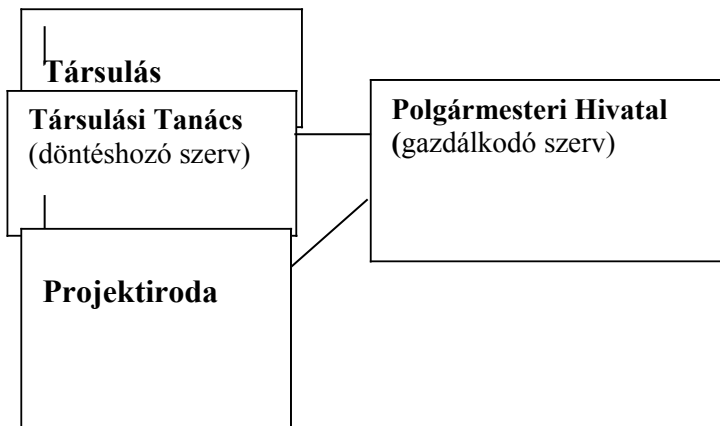 Társulás
Társulási Tanács
(döntéshozó szerv)
Polgármesteri Hivatal
(gazdálkodó szerv)
Projektiroda